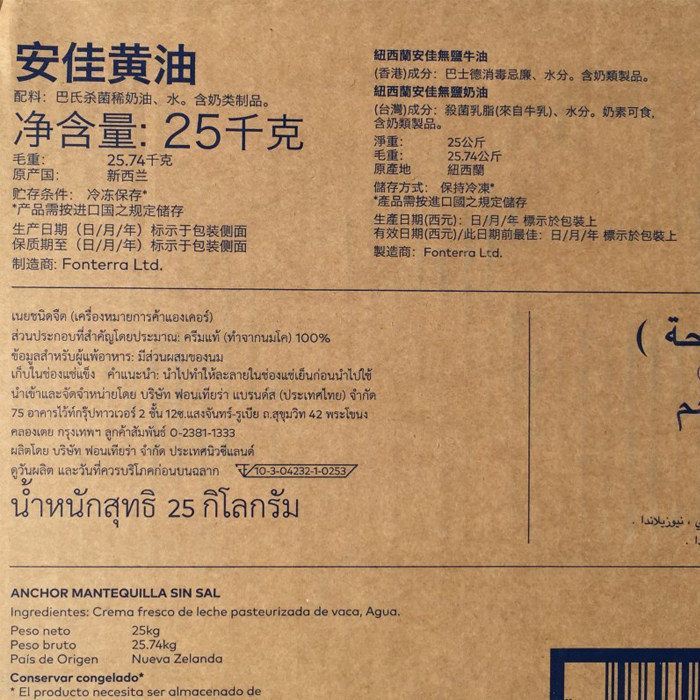 安佳黄油
配料：巴氏杀菌稀奶油、水。含奶类制品。
净含量: 25千克
毛重： 25.74千克
原产国： 新西兰
贮存条件： 冷冻保存*
*产品需按进口国之规定储存
生产日期（日/月/年）标示于包装侧面
保质期至（日/月/年）标示于包装侧面
制造商: Fonterra Ltd.
紐西蘭安佳無鹽牛油
(香港)成分：巴士德消毒忌廉、水分。含奶類製品。
紐西蘭安佳無鹽奶油
(台灣)成分：殺菌乳脂(來自牛乳)、水分。奶素可食,
含奶類製品。
淨重： 25公斤
毛重： 25.74公斤
原產地 紐西蘭
儲存方式： 保持冷凍*
*產品需按進口國之規定儲存
生產日期(西元)：日/月/年 標示於包裝上
有效日期(西元)/此日期前最佳：日/月/年 標示於包裝上
製造商： Fonterra Ltd.
เนยชนิดจืด (เครื่องหมายการค้าแองเคอร์)
ส่วนประกอบที่สำคัญโดยประมาณ: ครีมแท้ (ทำจากนมโค) 100%
ข้อมูลสำหรับผู้แพ้อาหาร: มีส่วนผสมของนม
เก็บในช่องแช่แข็ง คำแนะนำ: นำไปทำให้ละลายในช่องแช่เย็นก่อนนำไปใช้
นำเข้าและจัดจำหน่ายโดย บริษัท ฟอนเทียร่า แบรนด์ส (ประเทศไทย) จำกัด
75 อาคารไว้ท์กรุ๊ปทาวเวอร์ 2 ชั้น 12ซ.แสงจันทร์-รูเบีย ถ.สุขุมวิท 42 พระโขนง
คลองเตย กรุงเทพฯ ลูกค้าสัมพันธ์ 0-2381-1333
ผลิตโดย บริษัท ฟอนเทียร่า จำกัด ประเทศนิวซีแลนด์
ดูวันผลิต และวันที่ควรบริโภคก่อนบนฉลาก 10-3-04232-1-0253
น้ำหนักสุทธิ 25 กิโลกรัม
، نيوزيلاندا .
ANCHOR MANTEQUILLA SIN SAL
Ingredientes: Crema fresco de leche pasteurizada de vaca, Agua.
Peso neto 25kg
Peso bruto 25.74kg
País de Origen Nueva Zelanda
Conservar congelado*
* El producto necesita ser almacenado de